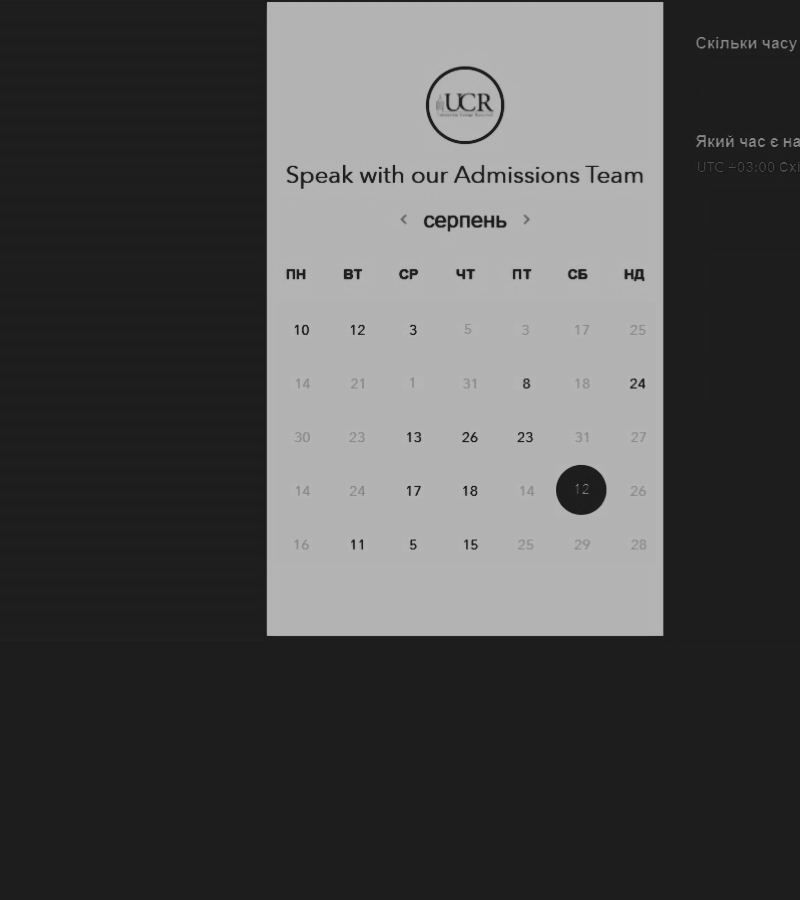 UCR
Speak with our Admissions Team
< серпень >
ПН ВТ СР ЧТ ПТ СБ НД
10 12 3 5 3 17 25
14 21 1 31 8 18 24
30 23 13 26 23 31 27
14 24 17 18 14 12 26
16 11 5 15 25 29 28
Скільки часу
Який час є на
UTC −03:00